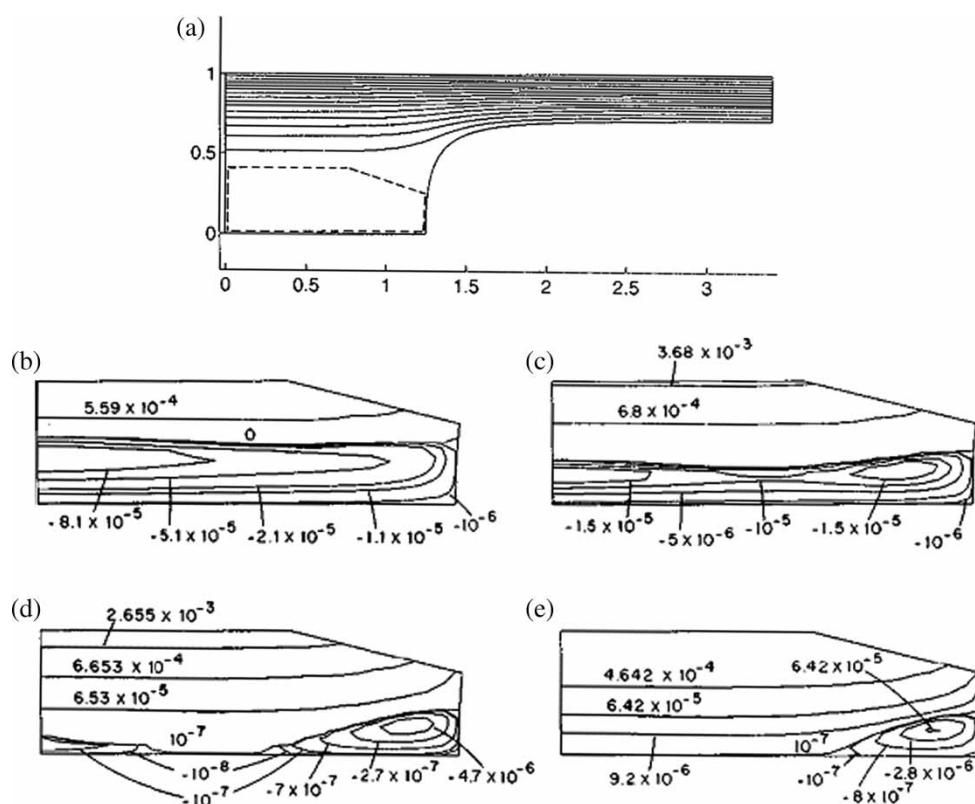 (a)
1
0.5
0
0 0.5 1 1.5 2 2.5 3
(b)
5.59 x 10-4
0
-8.1 x 10-5
-5.1 x 10-5
-2.1 x 10-5
-1.1 x 10-5
-10-6
(c)
3.68 x 10-3
6.8 x 10-4
-1.5 x 10-5
-5 x 10-6
-10-5
-1.5 x 10-5
-10-6
(d)
2.655 x 10-3
6.653 x 10-4
6.53 x 10-5
10-7
-10-8
-10-7
-7 x 10-7
-2.7 x 10-7
-4.7 x 10-6
(e)
4.642 x 10-4
6.42 x 10-5
6.42 x 10-5
10-7
9.2 x 10-6
-10-7
-8 x 10-7
-2.8 x 10-6